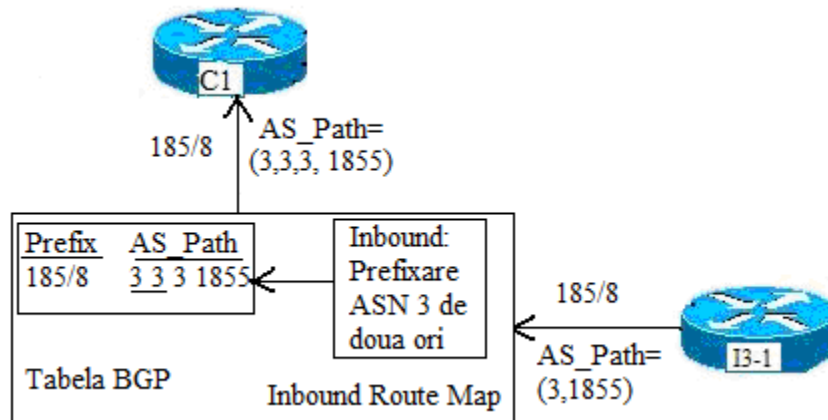 C1
185/8
AS_Path=
(3,3,3, 1855)
Prefix AS_Path
185/8 3 3 3 1855
Inbound:
Prefixare
ASN 3 de
doua ori
185/8
AS_Path=
(3,1855)
I3-1
Tabela BGP
Inbound Route Map